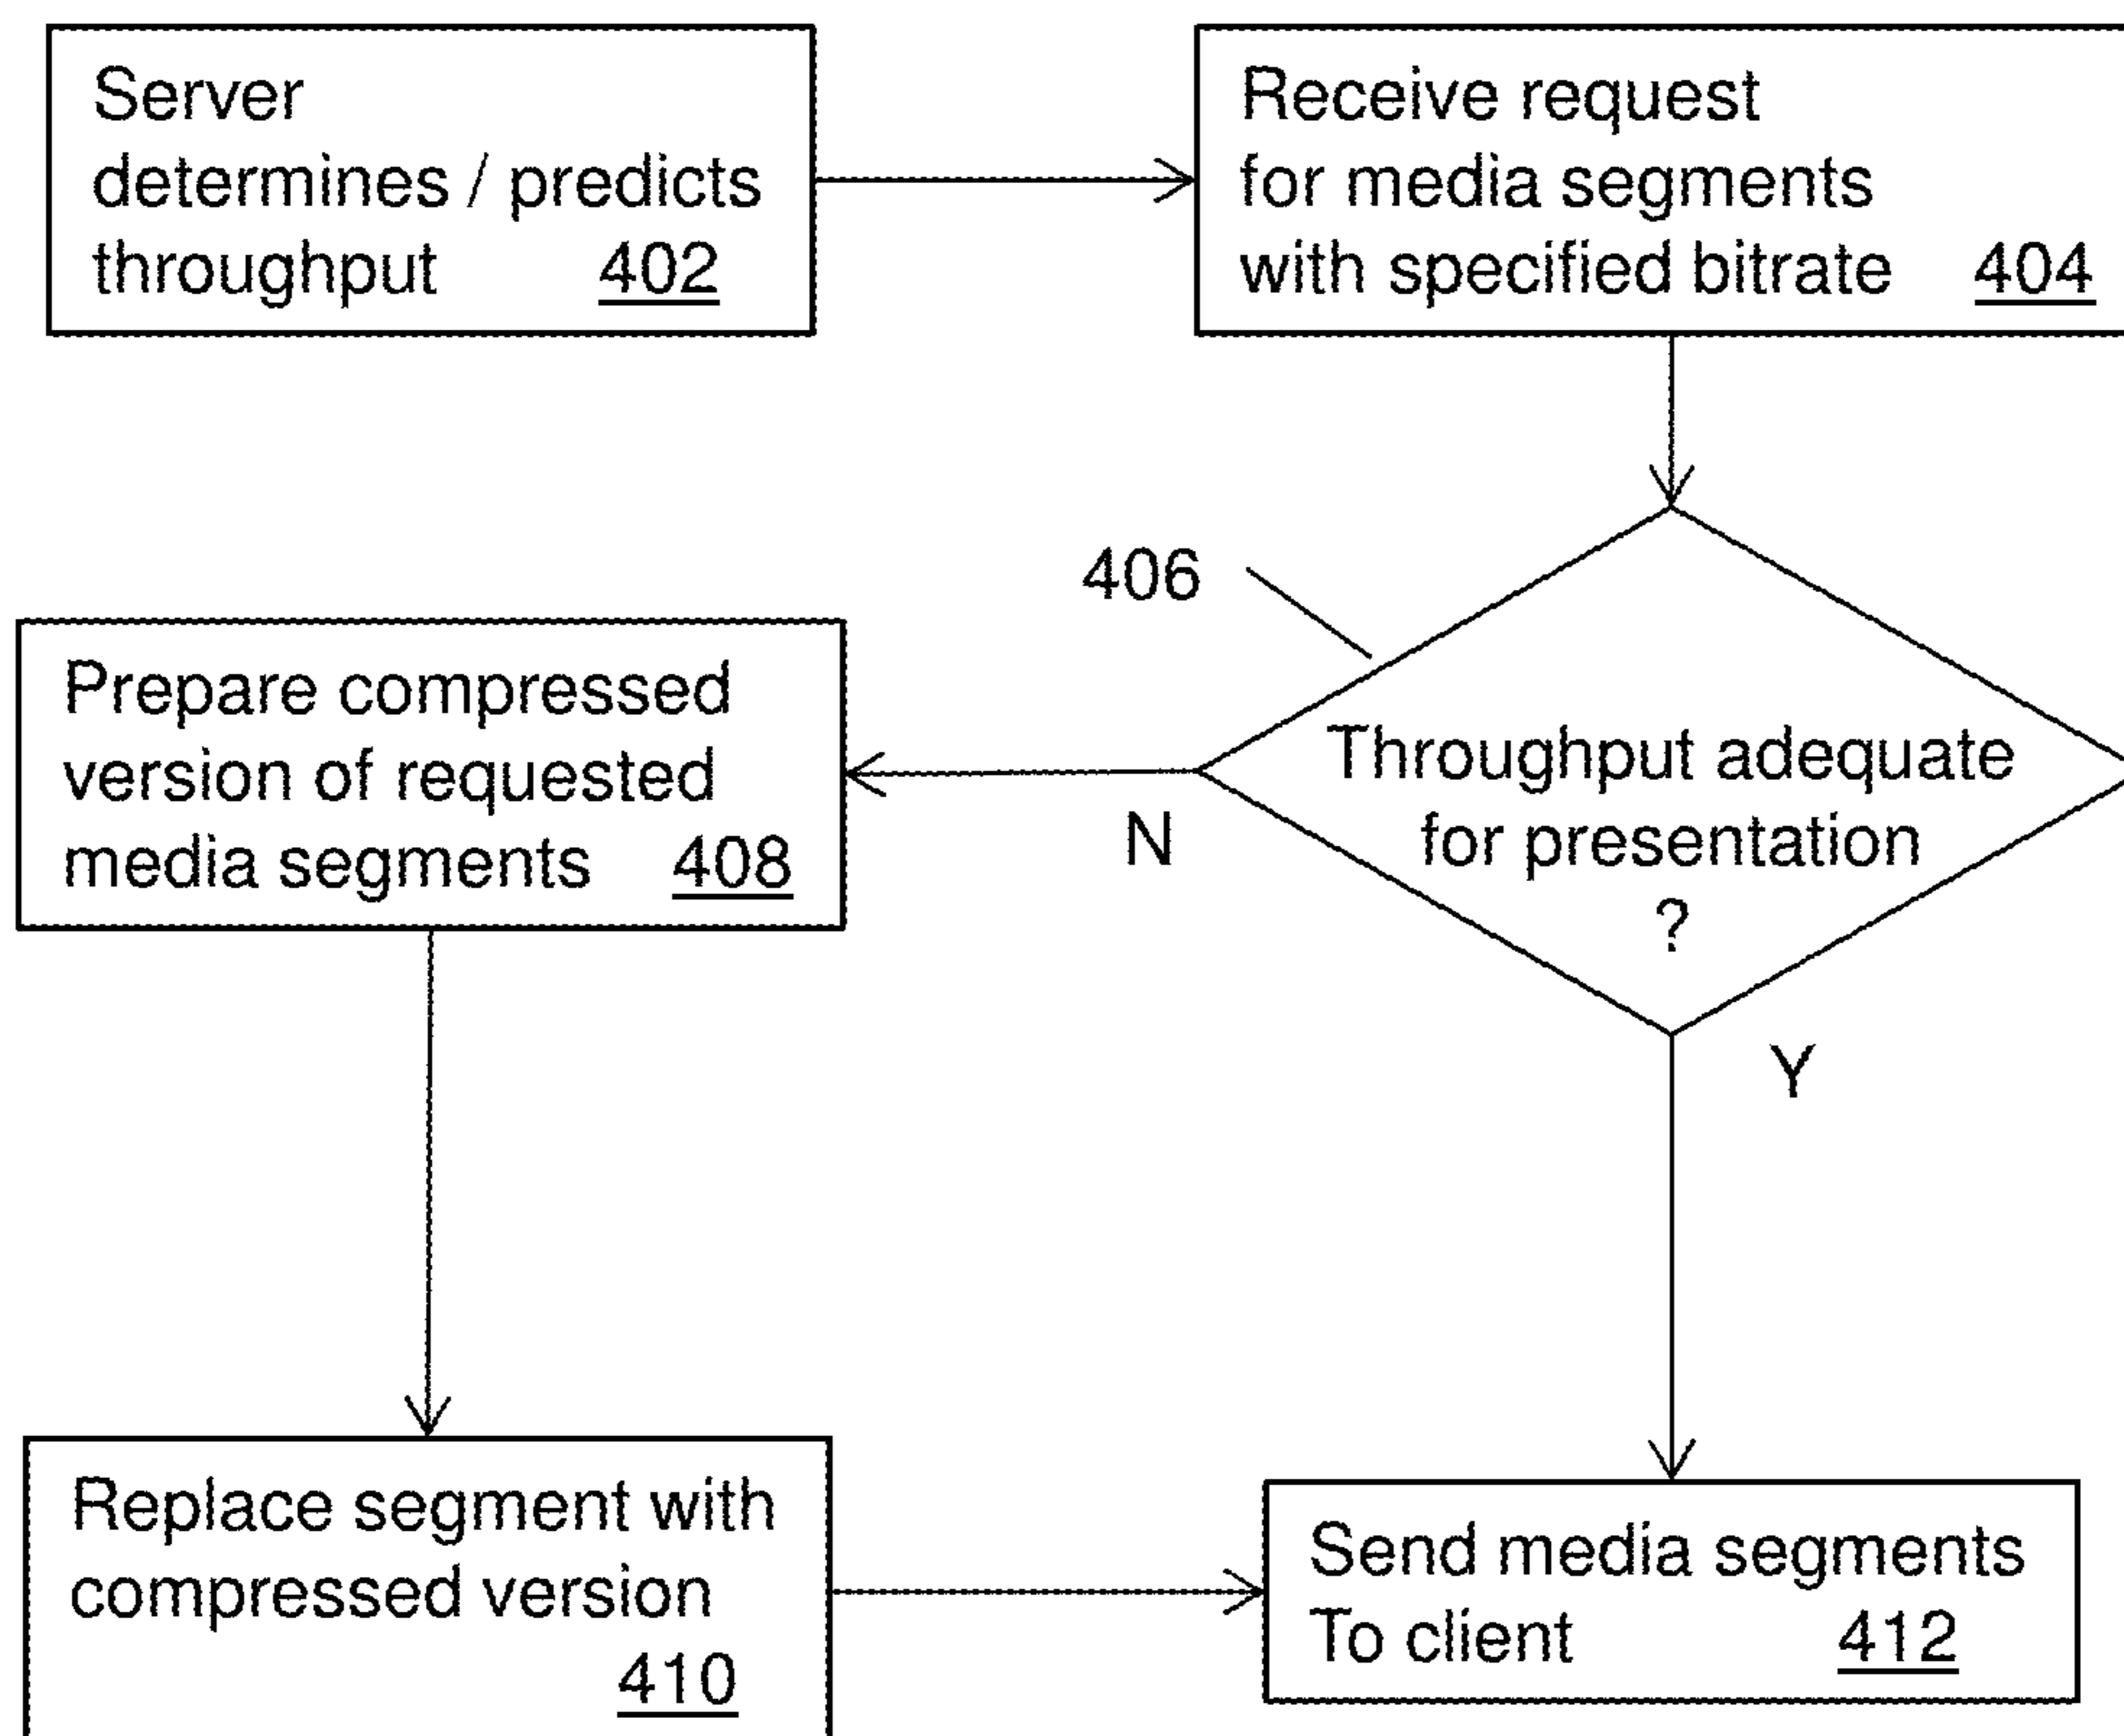 Server
determines / predicts
throughput 402
Receive request
for media segments
with specified bitrate 404
406
Throughput adequate
for presentation
?
N
Y
Prepare compressed
version of requested
media segments 408
Replace segment with
compressed version
410
Send media segments
To client 412